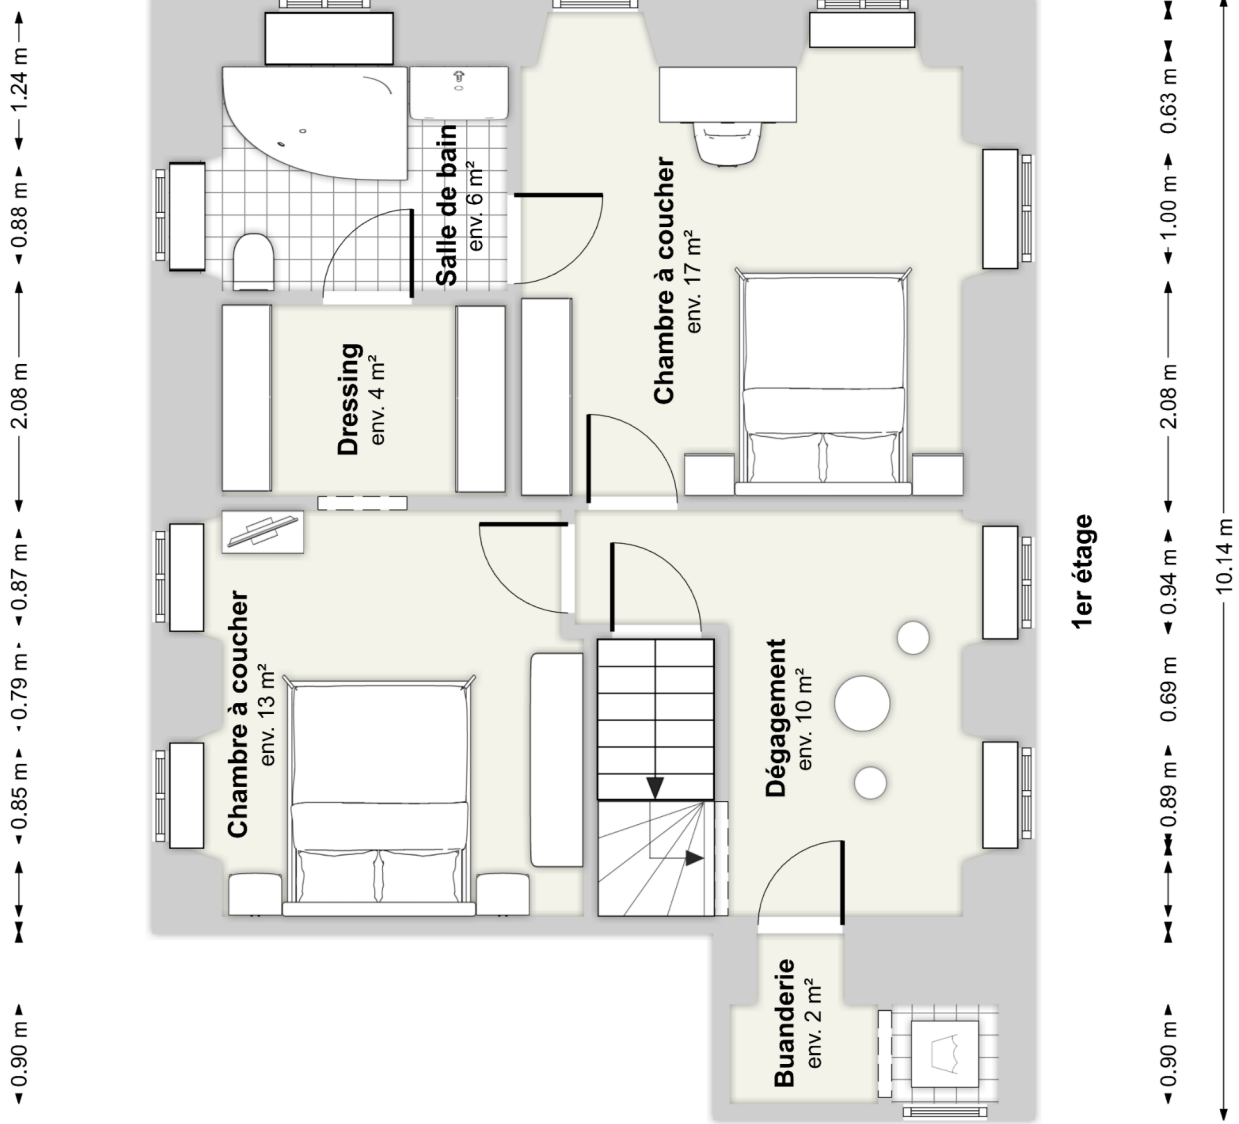 1.24 m
0.88 m
2.08 m
0.87 m
0.79 m
0.85 m
0.90 m
Salle de bain
env. 6 m²
Chambre à coucher
env. 17 m²
Dressing
env. 4 m²
Chambre à coucher
env. 13 m²
Dégagement
env. 10 m²
Buanderie
env. 2 m²
1er étage
0.63 m
1.00 m
2.08 m
0.94 m
0.69 m
0.89 m
0.90 m
10.14 m